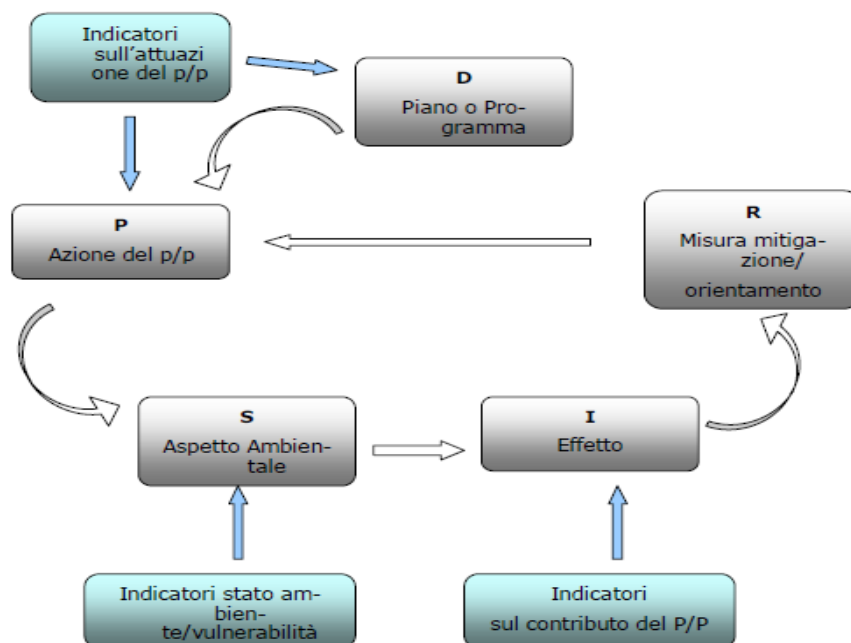 Indicatori
sull'attuazi
one del p/p
D
Piano o Pro-
gramma
P
Azione del p/p
R
Misura mitiga-
zione/
orientamento
S
Aspetto Ambien-
tale
I
Effetto
Indicatori stato am-
bien-
te/vulnerabilità
Indicatori
sul contributo del P/P